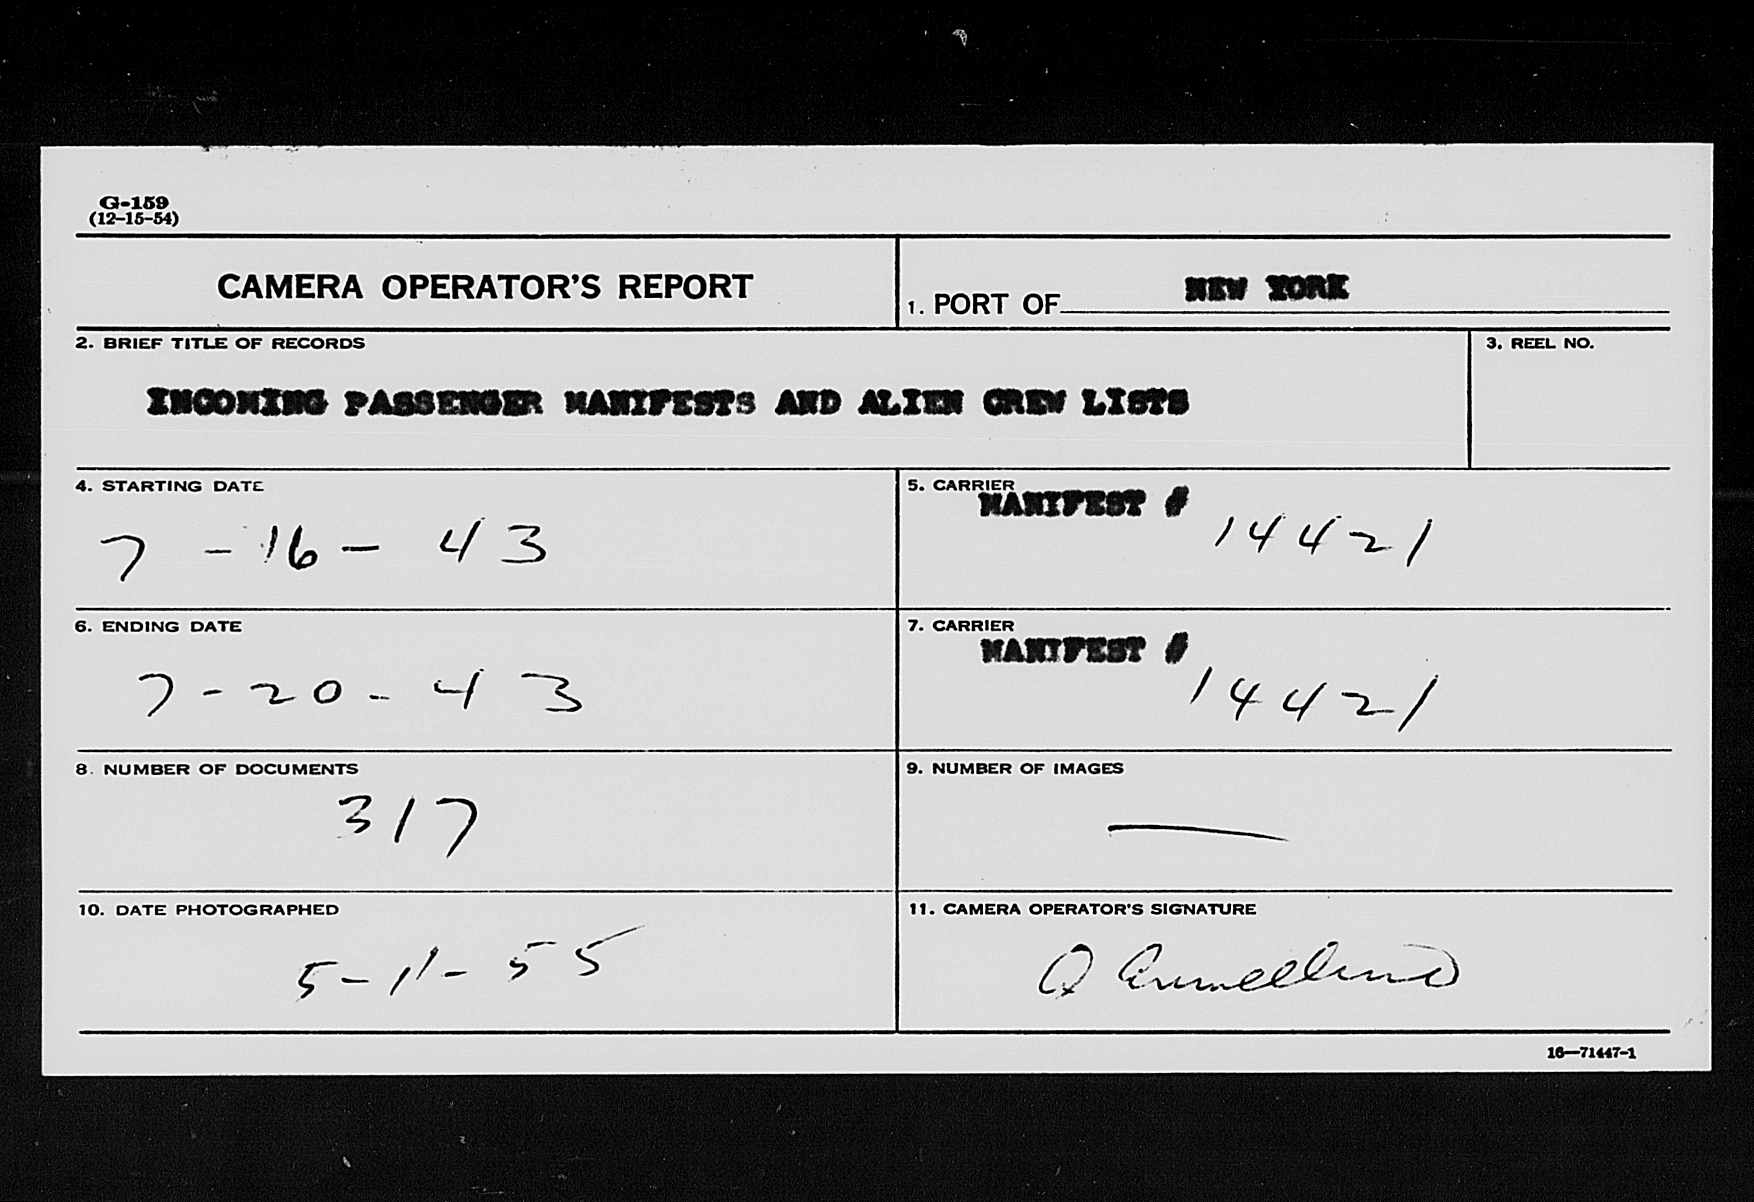 G-159
(12-15-54)
CAMERA OPERATOR'S REPORT
1. PORT OF NEW YORK
2. BRIEF TITLE OF RECORDS
3. REEL NO.
INCOMING PASSENGER MANIFESTS AND ALIEN CREW LISTS
4. STARTING DATE
7-16-43
5. CARRIER
MANIFEST # 14421
6. ENDING DATE
7-20-43
7. CARRIER
MANIFEST # 14421
8. NUMBER OF DOCUMENTS
317
9. NUMBER OF IMAGES
—
10. DATE PHOTOGRAPHED
5-11-55
11. CAMERA OPERATOR'S SIGNATURE
16—71447-1